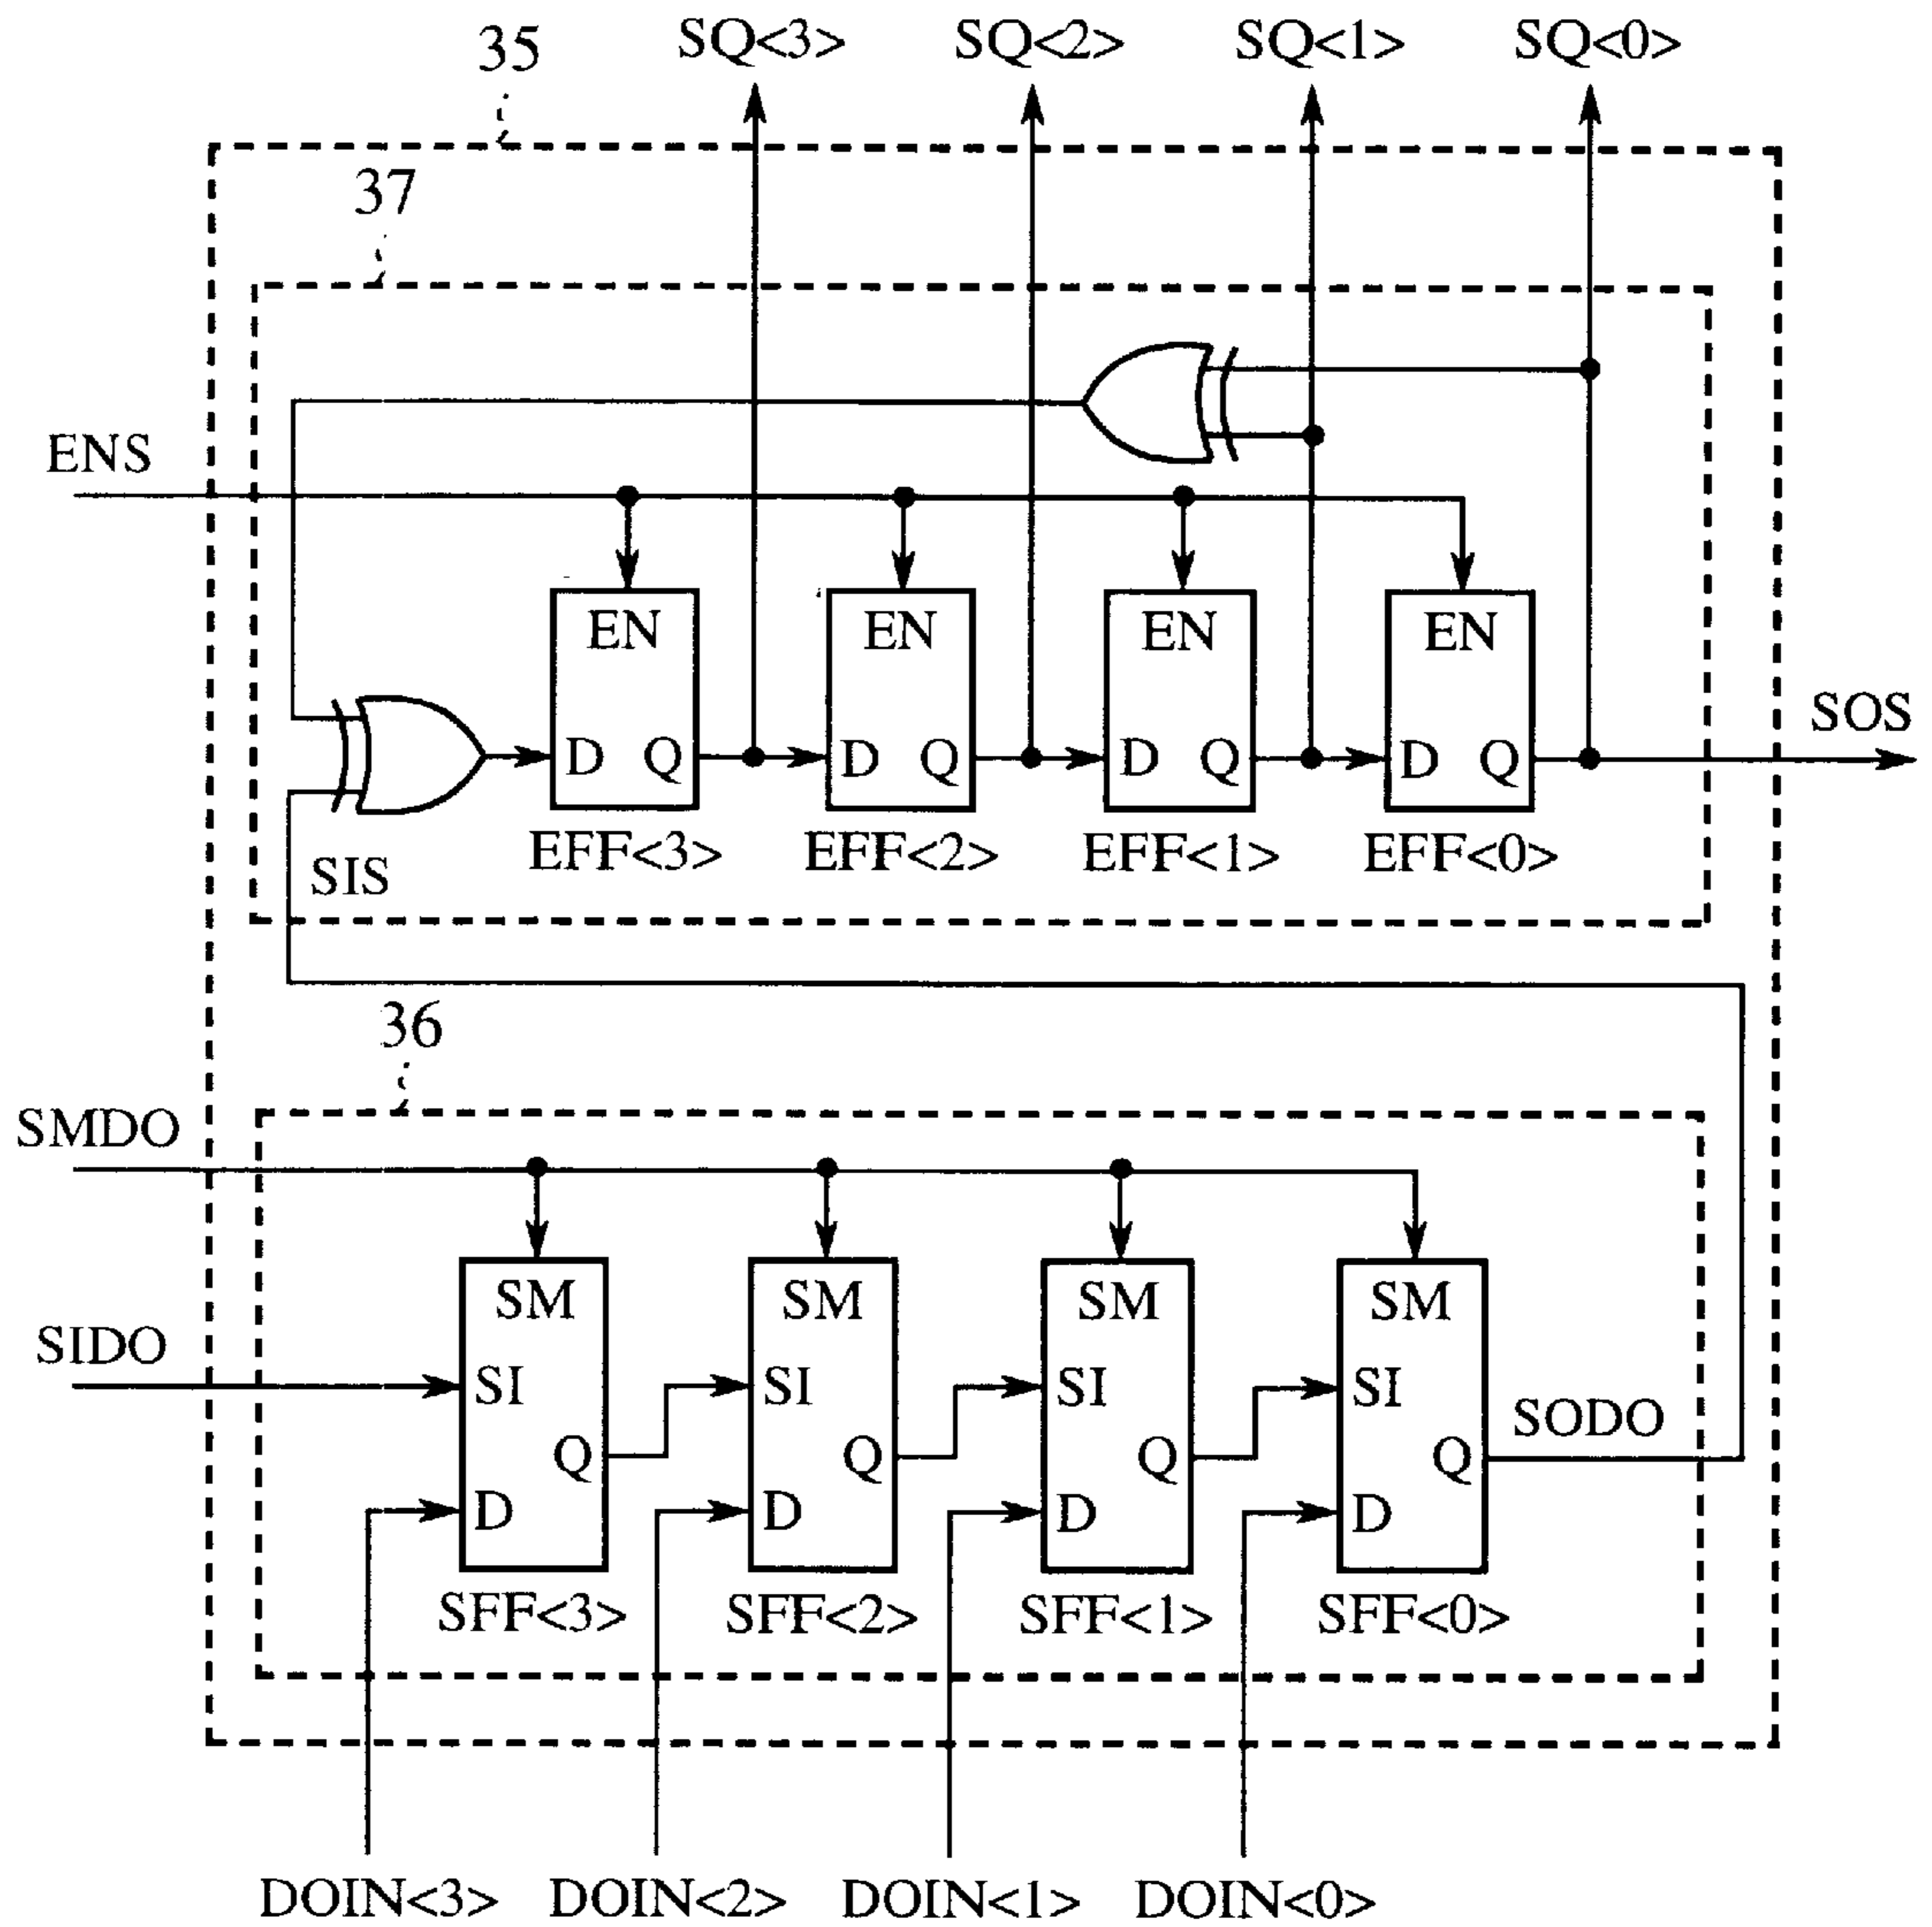 35 SQ<3> SQ<2> SQ<1> SQ<0>
37
ENS
EN EN EN EN
SOS
D Q D Q D Q D Q
EFF<3> EFF<2> EFF<1> EFF<0>
SIS
36
SMDO
SM SM SM SM
SIDO
SI SI SI SI
SODO
Q Q Q Q
D D D D
SFF<3> SFF<2> SFF<1> SFF<0>
DOIN<3> DOIN<2> DOIN<1> DOIN<0>